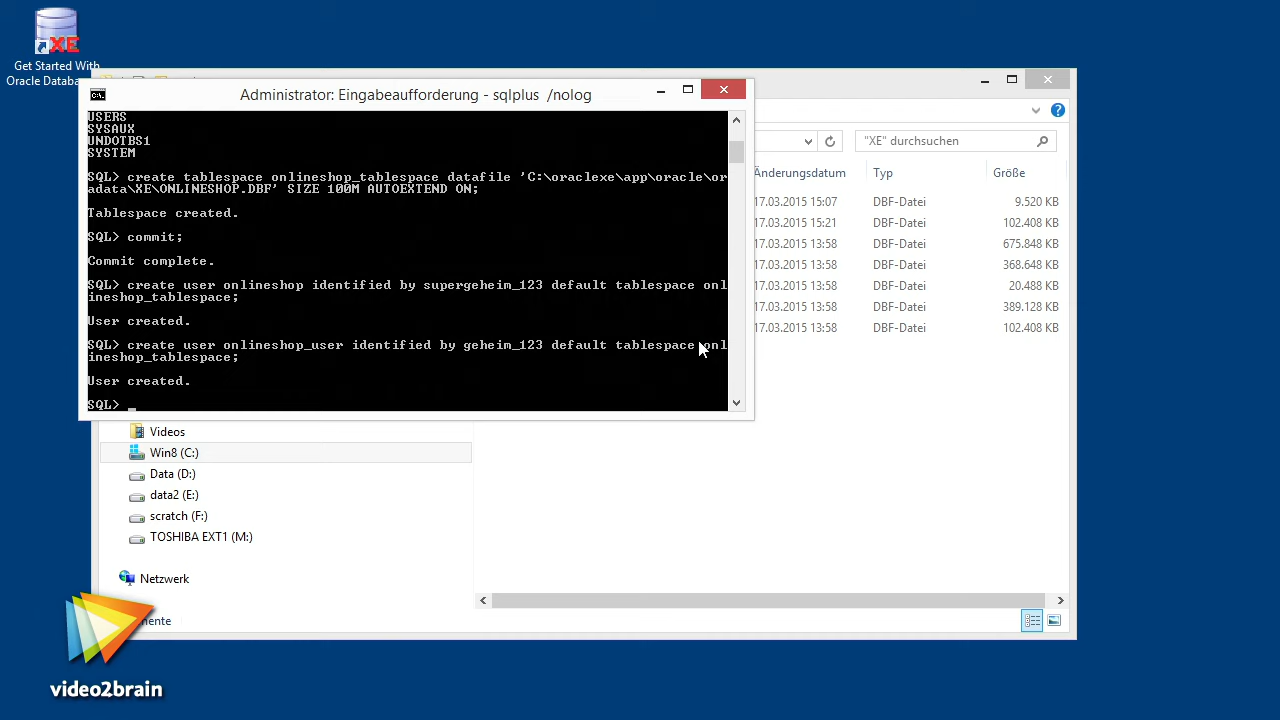 XE
Get Started With
Oracle Databa
Administrator: Eingabeaufforderung - sqlplus /nolog
USERS
SYSAUX
UNDOTBS1
SYSTEM
SQL> create tablespace onlineshop_tablespace datafile 'C:\oraclexe\app\oracle\or
adata\XE\ONLINESHOP.DBF' SIZE 100M AUTOEXTEND ON;
Tablespace created.
SQL> commit;
Commit complete.
SQL> create user onlineshop identified by supergeheim_123 default tablespace onl
ineshop_tablespace;
User created.
SQL> create user onlineshop_user identified by geheim_123 default tablespace onl
ineshop_tablespace;
User created.
SQL> _
"XE" durchsuchen
Änderungsdatum Typ Größe
17.03.2015 15:07 DBF-Datei 9.520 KB
17.03.2015 15:21 DBF-Datei 102.408 KB
17.03.2015 13:58 DBF-Datei 675.848 KB
17.03.2015 13:58 DBF-Datei 368.648 KB
17.03.2015 13:58 DBF-Datei 20.488 KB
17.03.2015 13:58 DBF-Datei 389.128 KB
17.03.2015 13:58 DBF-Datei 102.408 KB
Videos
Win8 (C:)
Data (D:)
data2 (E:)
scratch (F:)
TOSHIBA EXT1 (M:)
Netzwerk
mente
video2brain